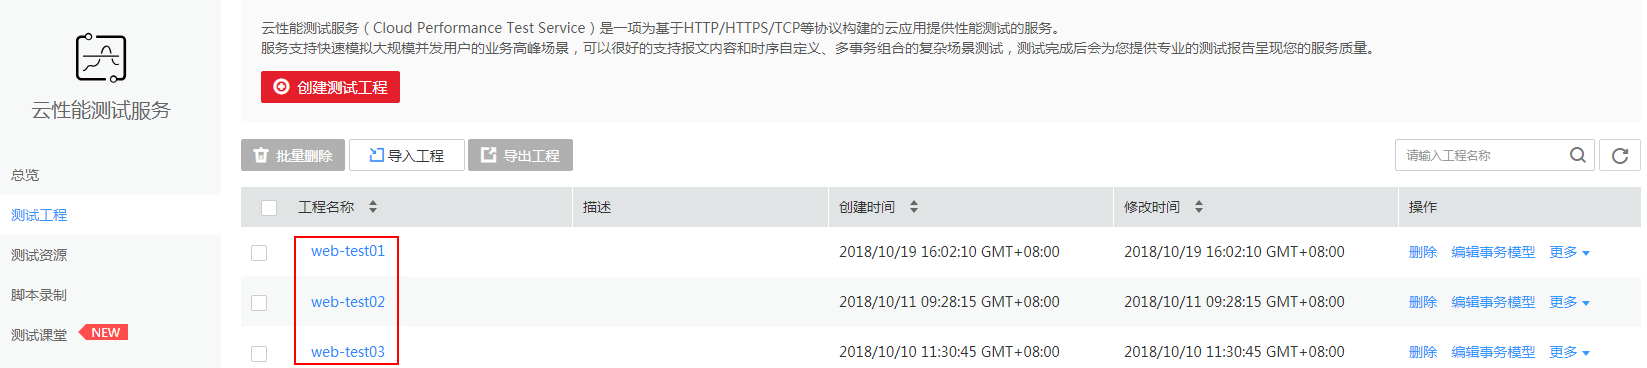 云性能测试服务
总览
测试工程
测试资源
脚本录制
测试课堂 NEW
云性能测试服务（Cloud Performance Test Service）是一项为基于HTTP/HTTPS/TCP等协议构建的云应用提供性能测试的服务。
服务支持快速模拟大规模并发用户的业务高峰场景，可以很好的支持报文内容和时序自定义、多事务组合的复杂场景测试，测试完成后会为您提供专业的测试报告呈现您的服务质量。
创建测试工程
批量删除 导入工程 导出工程 请输入工程名称
工程名称 描述 创建时间 修改时间 操作
web-test01 2018/10/19 16:02:10 GMT+08:00 2018/10/19 16:02:10 GMT+08:00 删除 编辑事务模型 更多
web-test02 2018/10/11 09:28:15 GMT+08:00 2018/10/11 09:28:15 GMT+08:00 删除 编辑事务模型 更多
web-test03 2018/10/10 11:30:45 GMT+08:00 2018/10/10 11:30:45 GMT+08:00 删除 编辑事务模型 更多